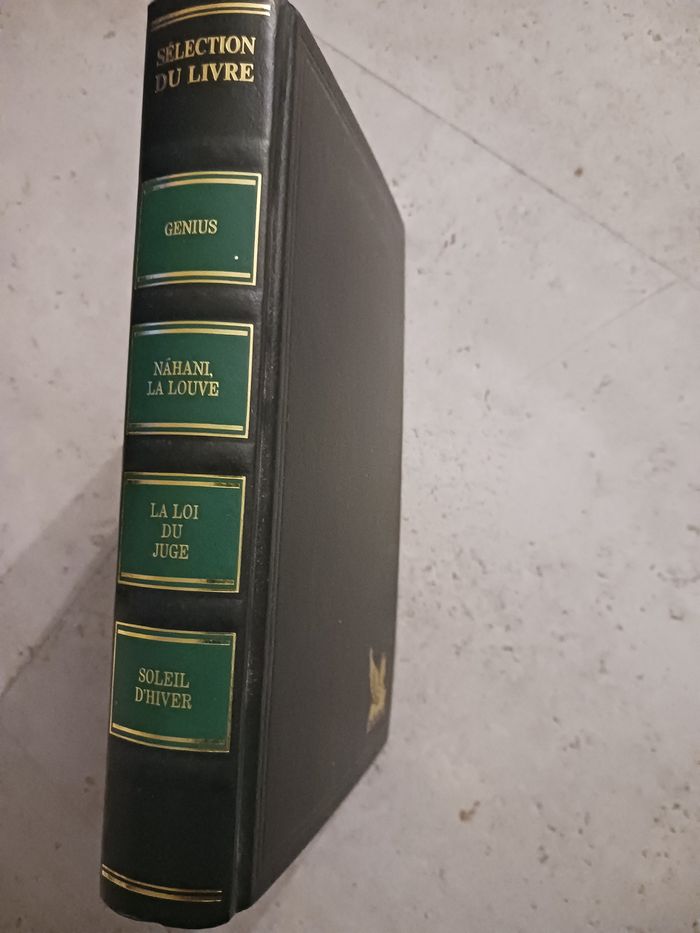 SÉLECTION
DU LIVRE
GENIUS
NÁHANI,
LA LOUVE
LA LOI
DU
JUGE
SOLEIL
D'HIVER